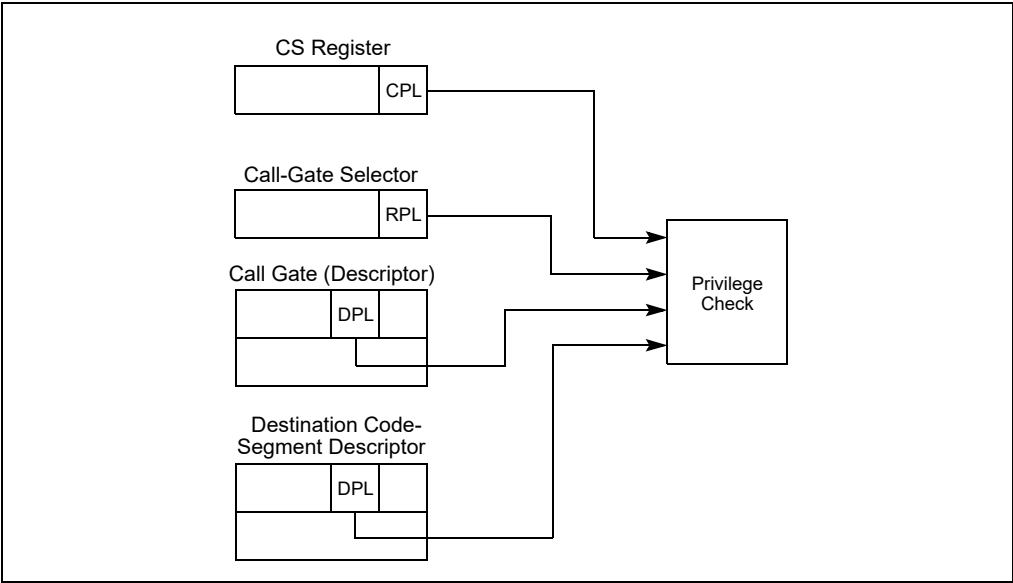 CS Register
CPL
Call-Gate Selector
RPL
Call Gate (Descriptor)
DPL
Privilege
Check
Destination Code-
Segment Descriptor
DPL